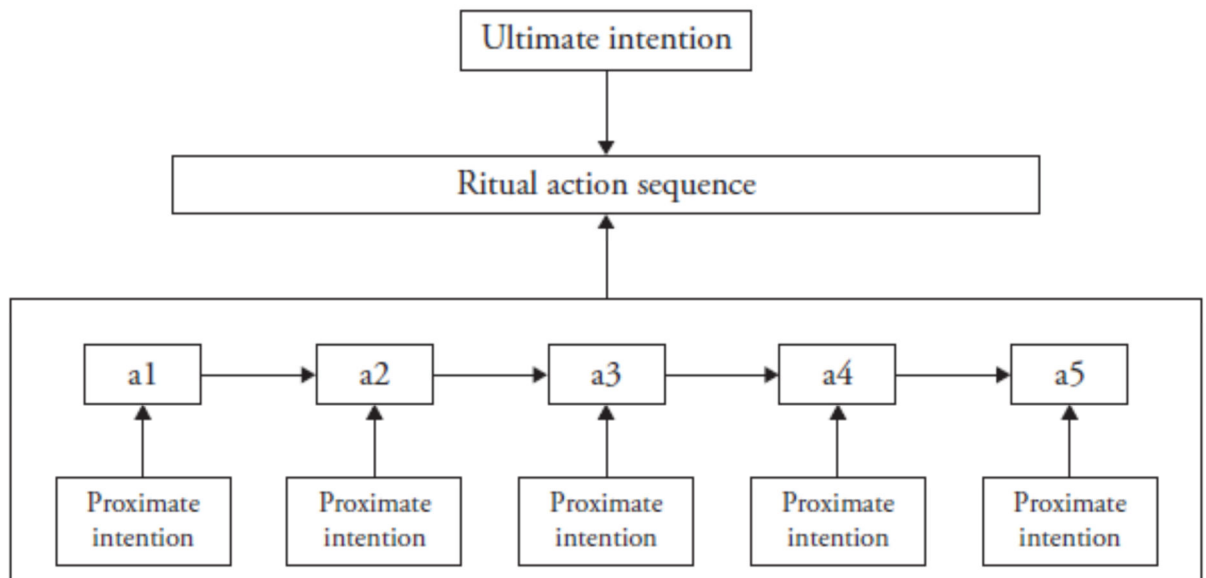 Ultimate intention
Ritual action sequence
a1
a2
a3
a4
a5
Proximate
intention
Proximate
intention
Proximate
intention
Proximate
intention
Proximate
intention